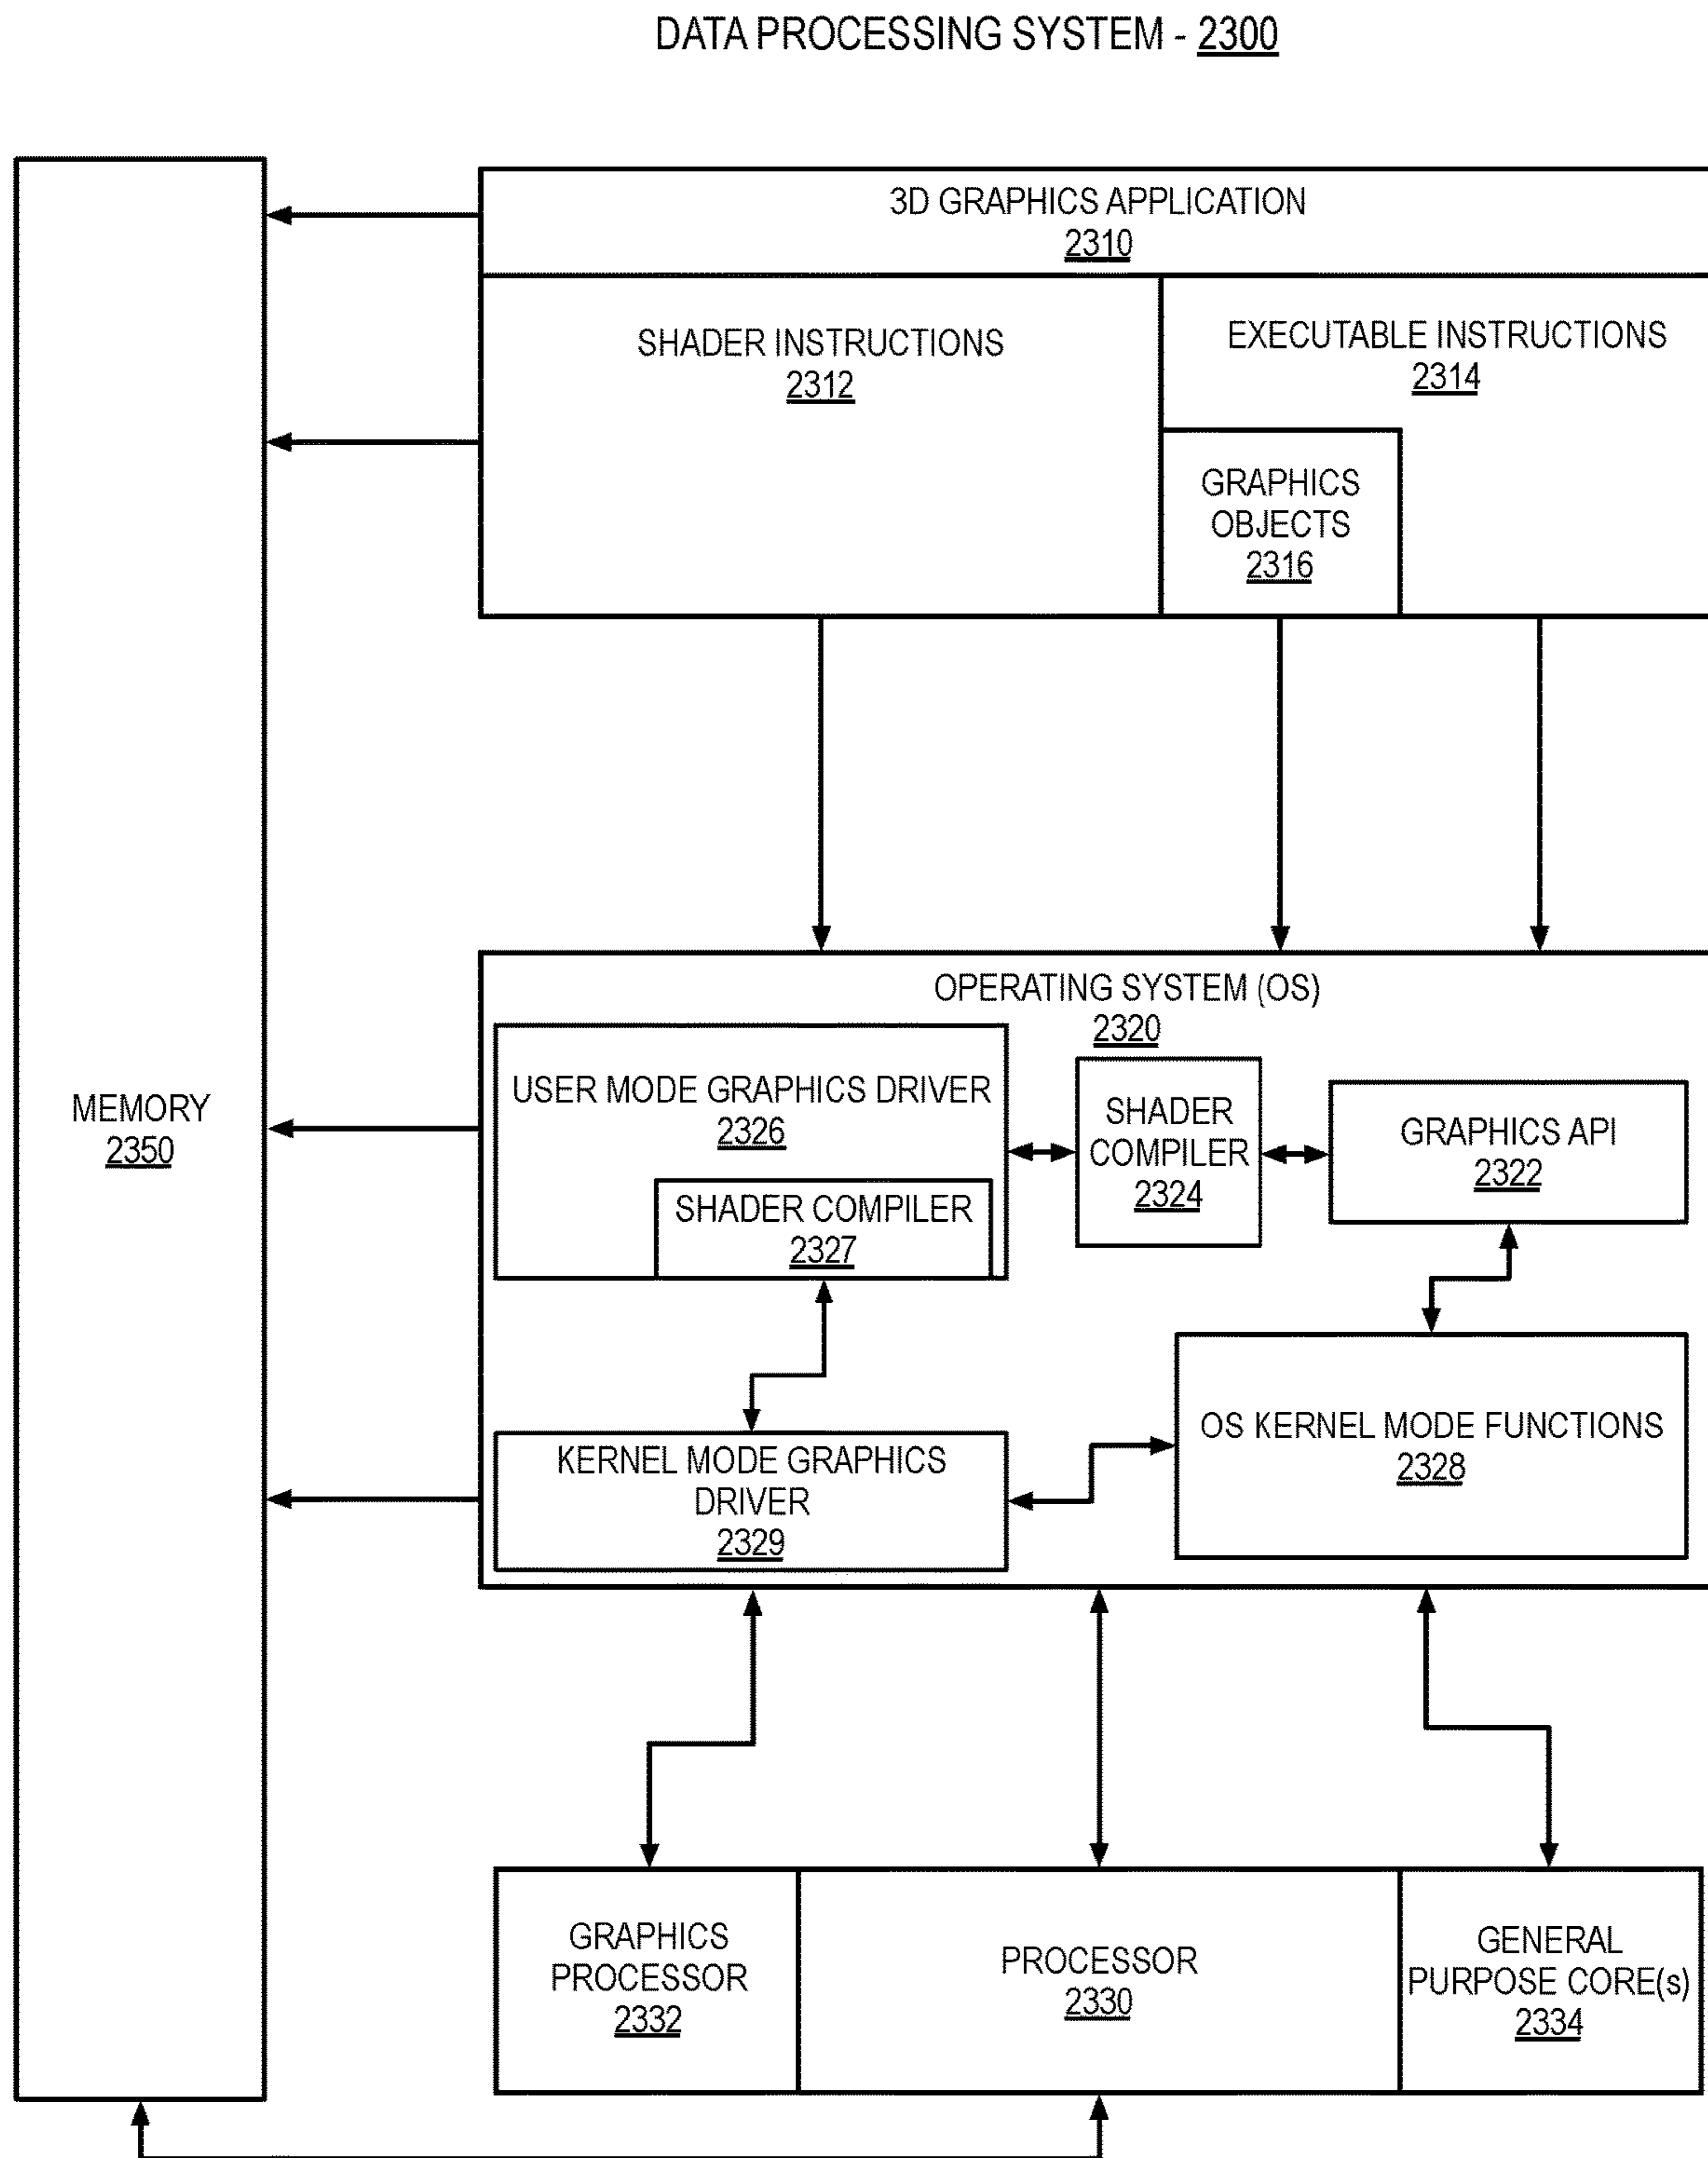 DATA PROCESSING SYSTEM - 2300
3D GRAPHICS APPLICATION
2310
SHADER INSTRUCTIONS
2312
EXECUTABLE INSTRUCTIONS
2314
GRAPHICS
OBJECTS
2316
MEMORY
2350
OPERATING SYSTEM (OS)
2320
USER MODE GRAPHICS DRIVER
2326
SHADER COMPILER
2327
SHADER
COMPILER
2324
GRAPHICS API
2322
KERNEL MODE GRAPHICS
DRIVER
2329
OS KERNEL MODE FUNCTIONS
2328
GRAPHICS
PROCESSOR
2332
PROCESSOR
2330
GENERAL
PURPOSE CORE(s)
2334